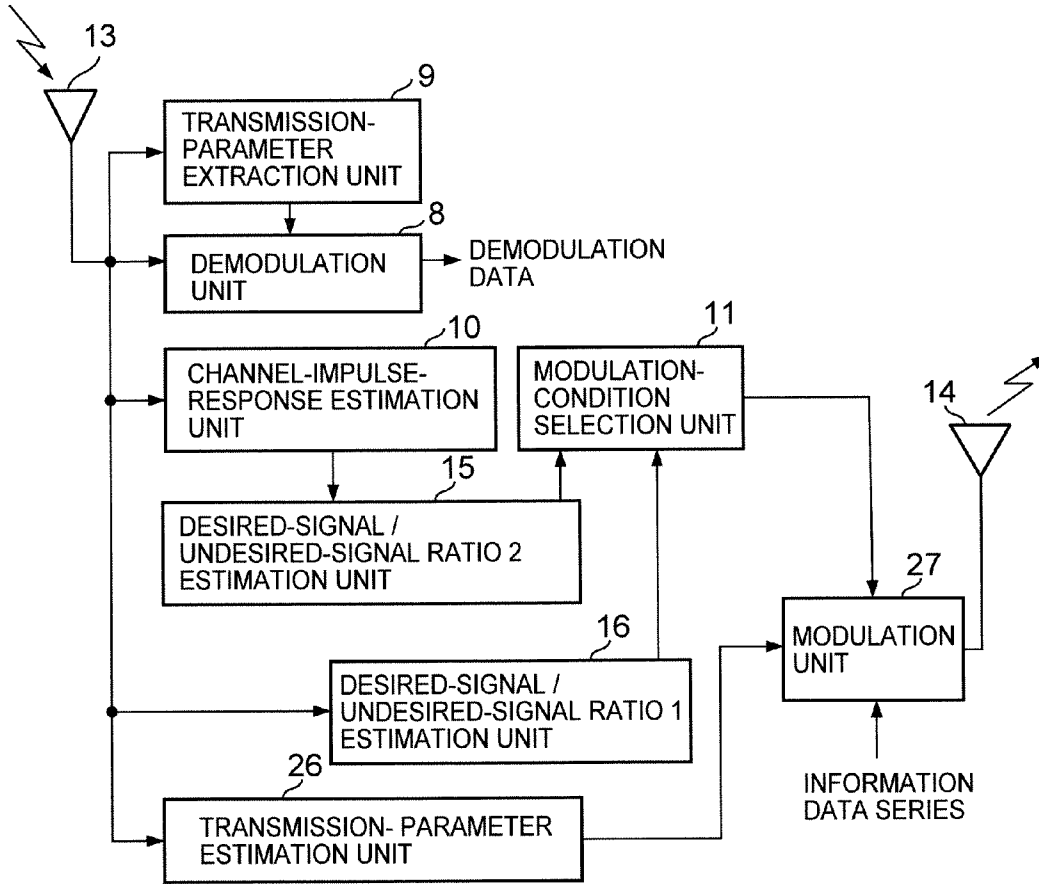 13
9
TRANSMISSION-
PARAMETER
EXTRACTION UNIT
8
DEMODULATION
UNIT
DEMODULATION
DATA
10
CHANNEL-IMPULSE-
RESPONSE ESTIMATION
UNIT
11
MODULATION-
CONDITION
SELECTION UNIT
14
15
DESIRED-SIGNAL /
UNDESIRED-SIGNAL RATIO 2
ESTIMATION UNIT
27
MODULATION
UNIT
16
DESIRED-SIGNAL /
UNDESIRED-SIGNAL RATIO 1
ESTIMATION UNIT
INFORMATION
DATA SERIES
26
TRANSMISSION- PARAMETER
ESTIMATION UNIT